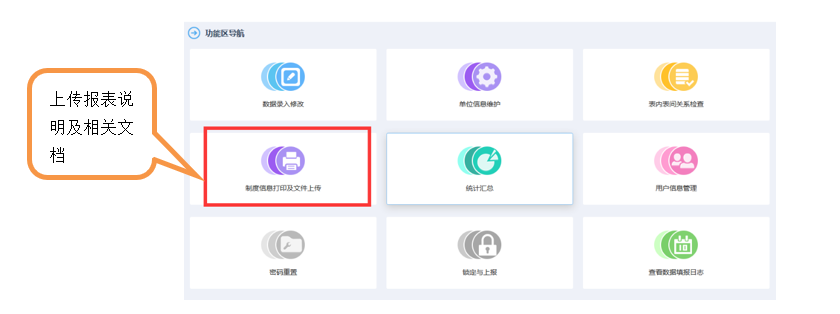 功能区导航
上传报表说
明及相关文
档
数据录入修改
单位信息维护
表内表间关系检查
制度信息打印及文件上传
统计汇总
用户信息管理
密码重置
锁定与上报
查看数据填报日志